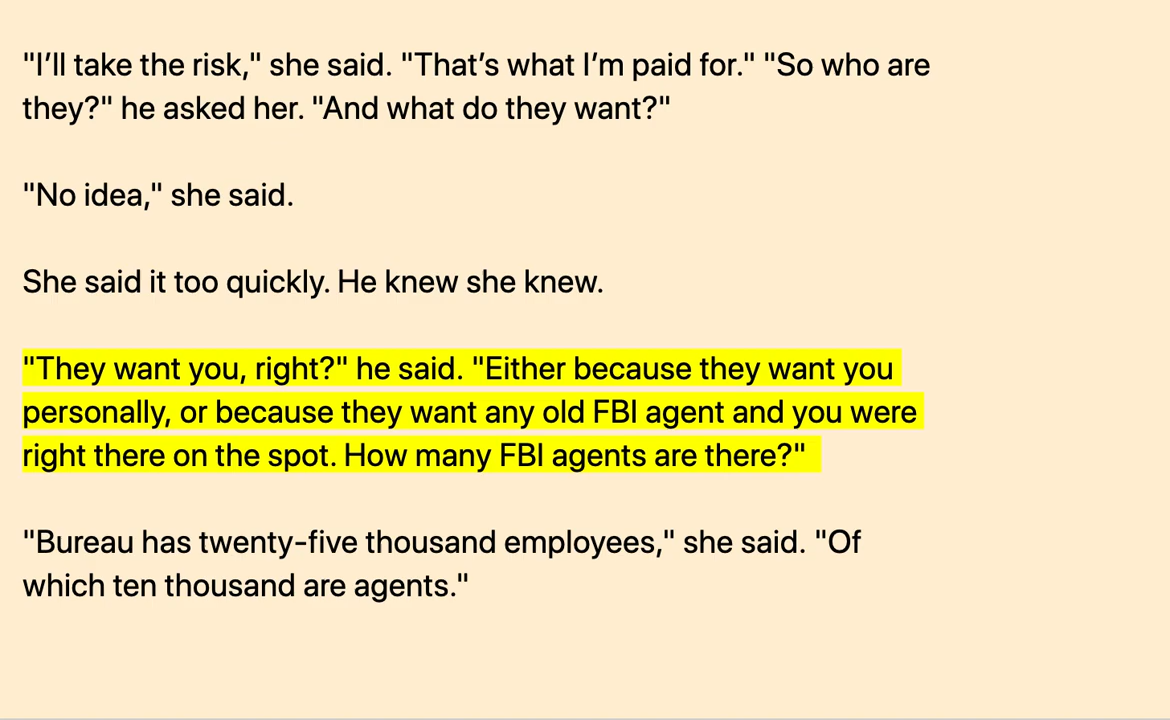 "I’ll take the risk," she said. "That’s what I’m paid for." "So who are
they?" he asked her. "And what do they want?"
"No idea," she said.
She said it too quickly. He knew she knew.
"They want you, right?" he said. "Either because they want you
personally, or because they want any old FBI agent and you were
right there on the spot. How many FBI agents are there?"
"Bureau has twenty-five thousand employees," she said. "Of
which ten thousand are agents."